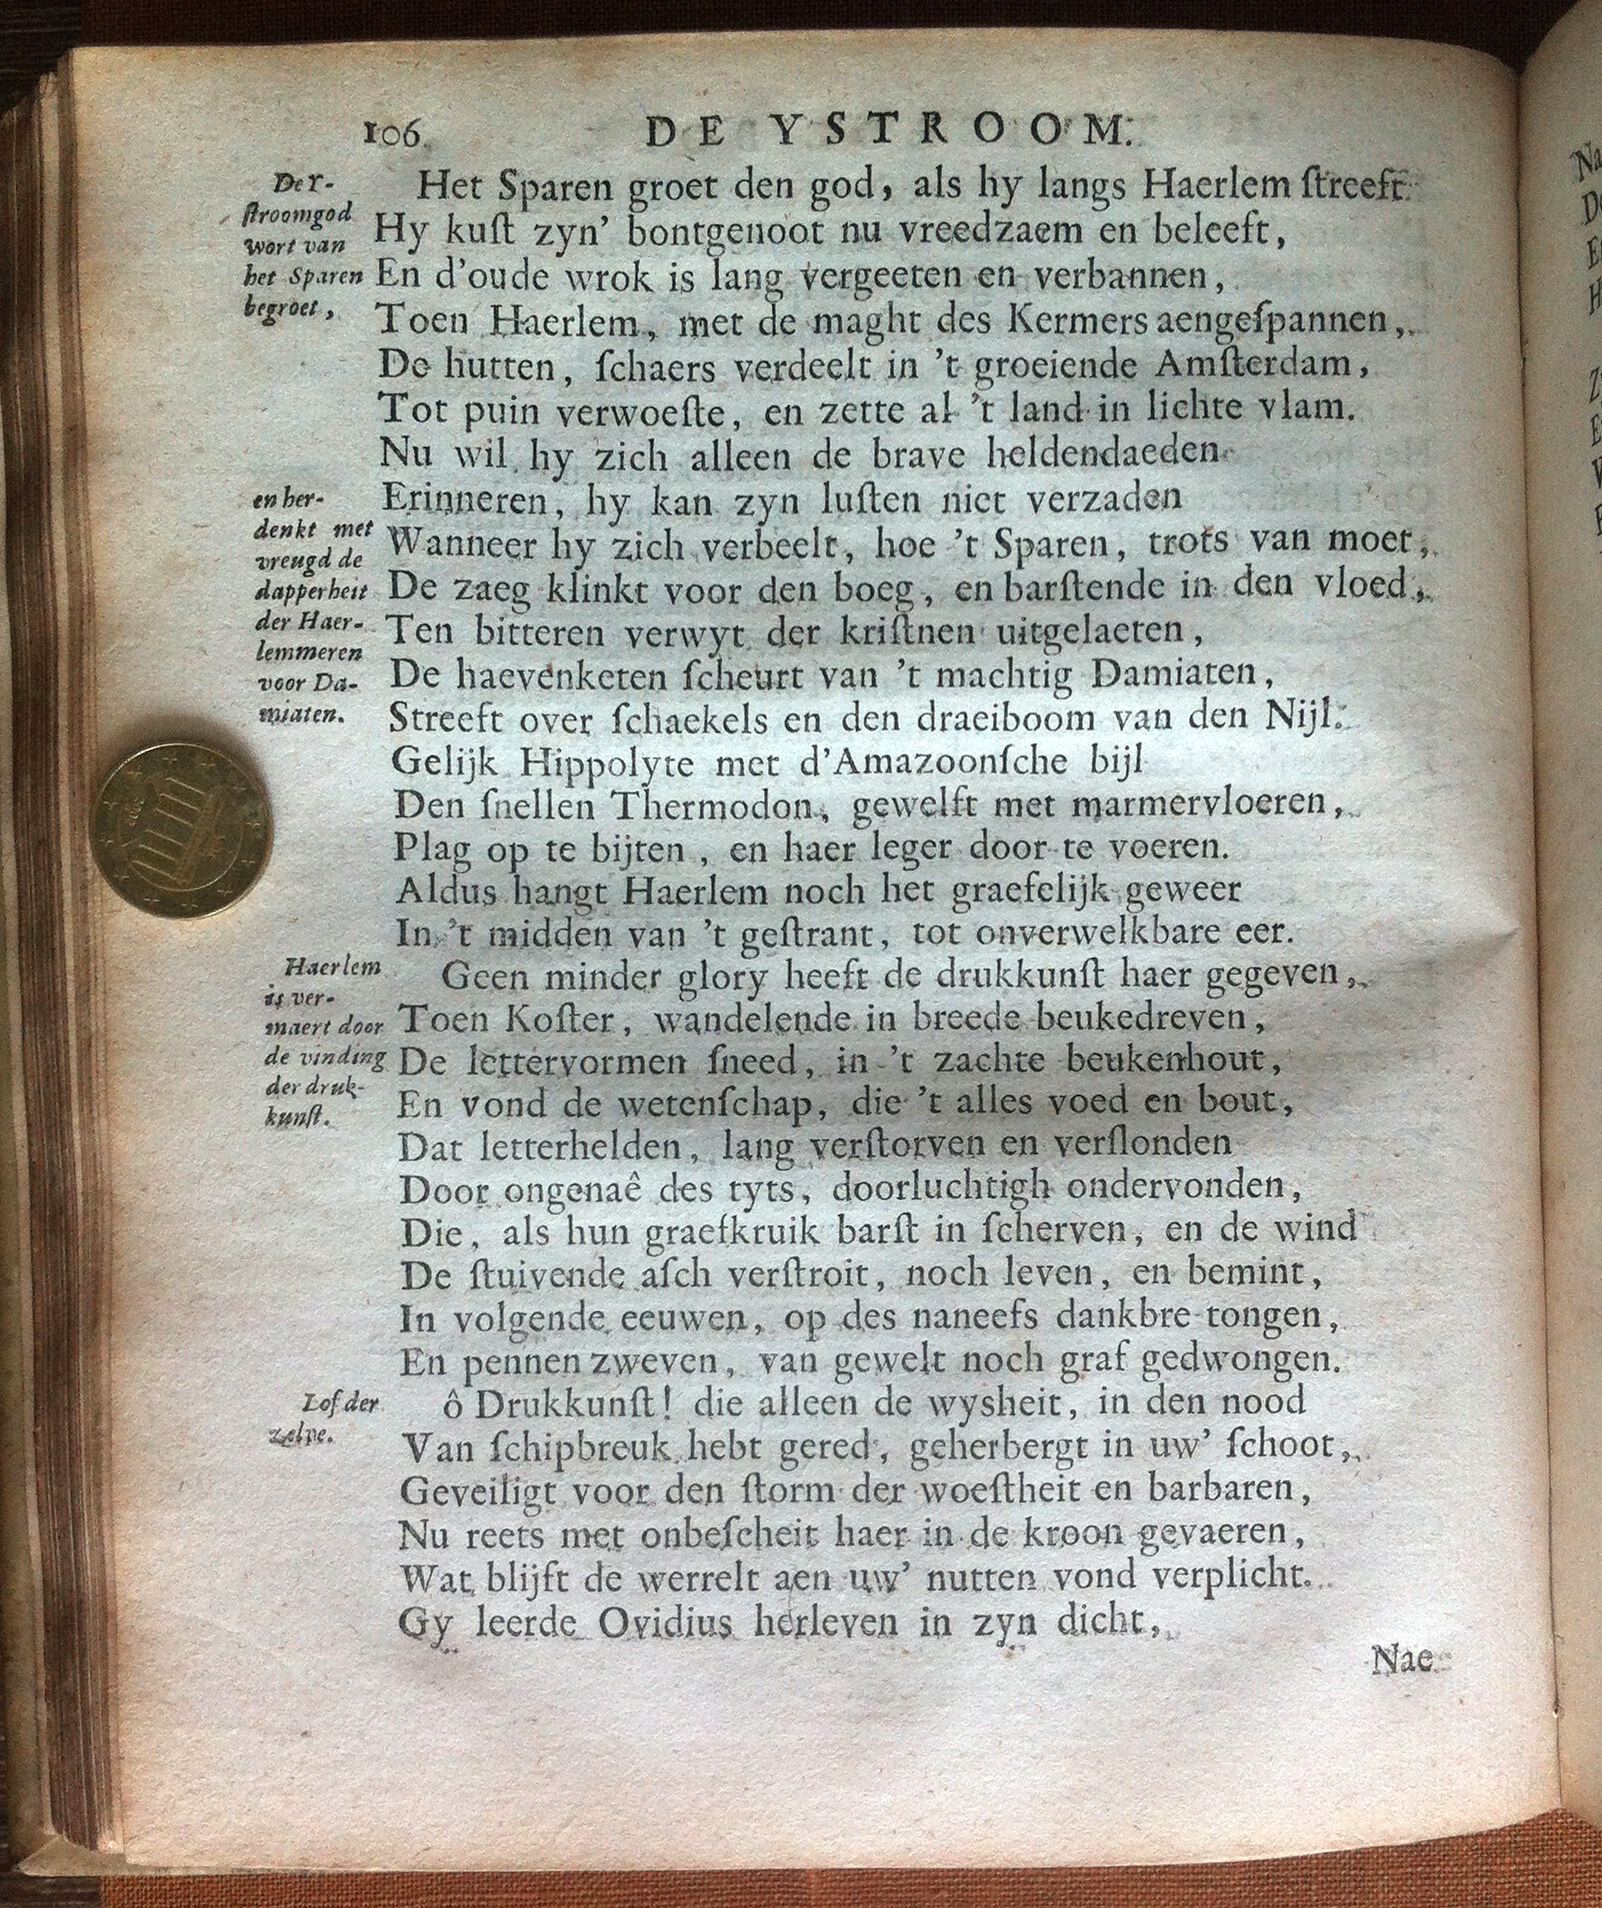 106 DE YSTROOM.
De Y-
ſtroomgod
wort van
het Sparen
begroet,
Het Sparen groet den god, als hy langs Haerlem ſtreeft
Hy kuſt zyn' bontgenoot nu vreedzaem en beleeft,
En d'oude wrok is lang vergeeten en verbannen,
Toen Haerlem, met de maght des Kermers aengeſpannen,
De hutten, ſchaers verdeelt in 't groeiende Amſterdam,
Tot puin verwoeſte, en zette al 't land in lichte vlam.
Nu wil hy zich alleen de brave heldendaeden
en her-
denkt met
vreugd de
dapperheit
der Haer-
lemmeren
voor Da-
miaten.
Erinneren, hy kan zyn luſten niet verzaden
Wanneer hy zich verbeelt, hoe 't Sparen, trots van moet,
De zaeg klinkt voor den boeg, en barſtende in den vloed,
Ten bitteren verwyt der kriſtnen uitgelaeten,
De haevenketen ſcheurt van 't machtig Damiaten,
Streeft over ſchaekels en den draeiboom van den Nijl.
Gelijk Hippolyte met d'Amazoonſche bijl
Den ſnellen Thermodon, gewelft met marmervloeren,
Plag op te bijten, en haer leger door te voeren.
Aldus hangt Haerlem noch het graefelijk geweer
In 't midden van 't geſtrant, tot onverwelkbare eer.
Haerlem
is ver-
maert door
de vinding
der druk-
kunſt.
Geen minder glory heeft de drukkunſt haer gegeven,
Toen Koſter, wandelende in breede beukedreven,
De lettervormen ſneed, in 't zachte beukenhout,
En vond de wetenſchap, die 't alles voed en bout,
Dat letterhelden, lang verſtorven en verſlonden
Door ongenaê des tyts, doorluchtigh ondervonden,
Die, als hun graefkruik barſt in ſcherven, en de wind
De ſtuivende aſch verſtroit, noch leven, en bemint,
In volgende eeuwen, op des naneefs dankbre tongen,
En pennen zweven, van gewelt noch graf gedwongen.
Lof der
zelve.
ô Drukkunſt! die alleen de wysheit, in den nood
Van ſchipbreuk hebt gered, geherbergt in uw' ſchoot,
Geveiligt voor den ſtorm der woeſtheit en barbaren,
Nu reets met onbeſcheit haer in de kroon gevaeren,
Wat blijft de werrelt aen uw' nutten vond verplicht.
Gy leerde Ovidius herleven in zyn dicht,
Nae